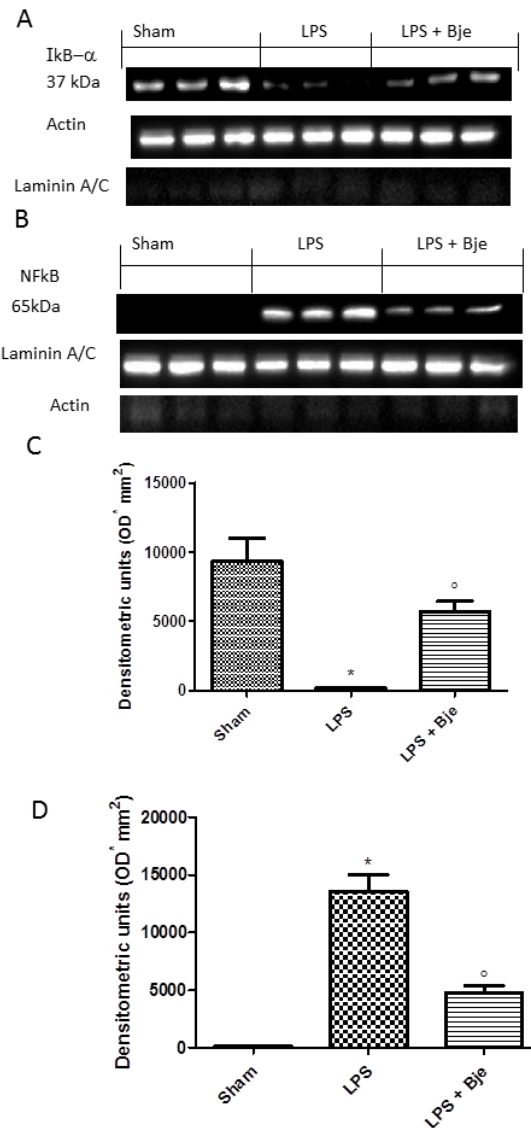 A
Sham LPS LPS + Bje
IkB–α
37 kDa
Actin
Laminin A/C
B
Sham LPS LPS + Bje
NFkB
65kDa
Laminin A/C
Actin
C
Densitometric units (OD* mm²)
15000
10000
5000
0
*
°
Sham LPS LPS + Bje
D
Densitometric units (OD* mm²)
20000
15000
10000
5000
0
*
°
Sham LPS LPS + Bje